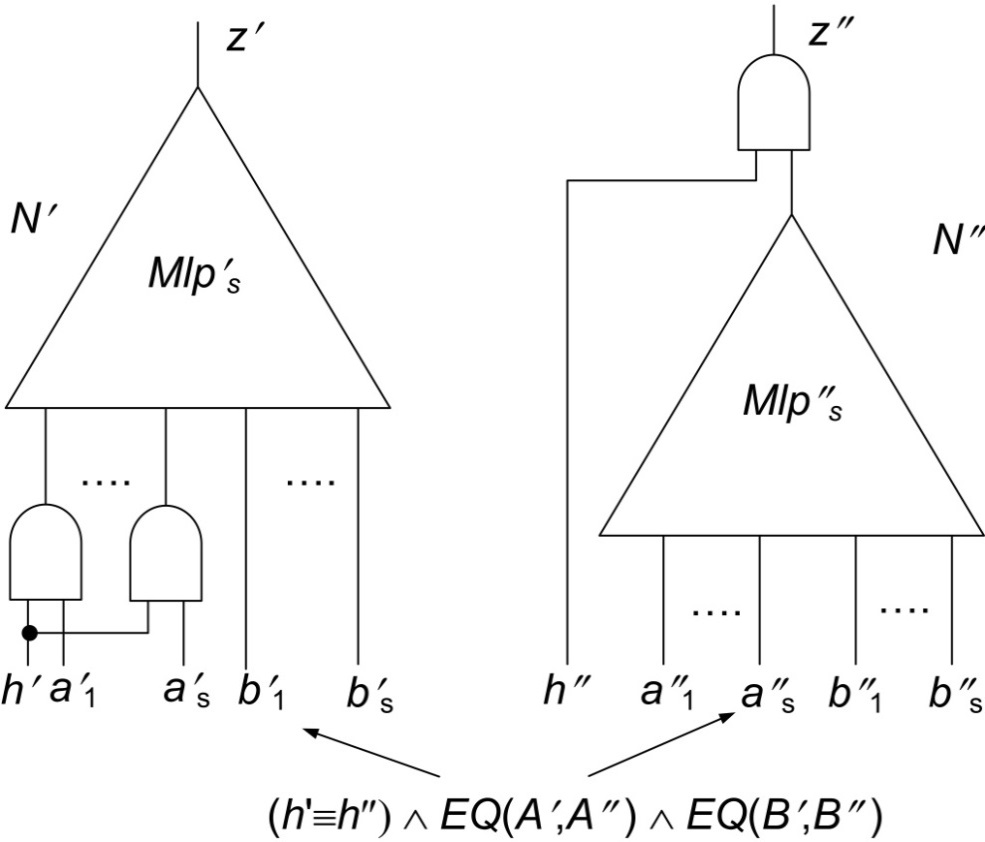 z′ z″
N′ N″
Mlp′s
Mlp″s
.... ....
.... ....
h′ a′1 a′s b′1 b′s h″ a″1 a″s b″1 b″s
(h'≡h″) ∧ EQ(A′,A″) ∧ EQ(B′,B″)